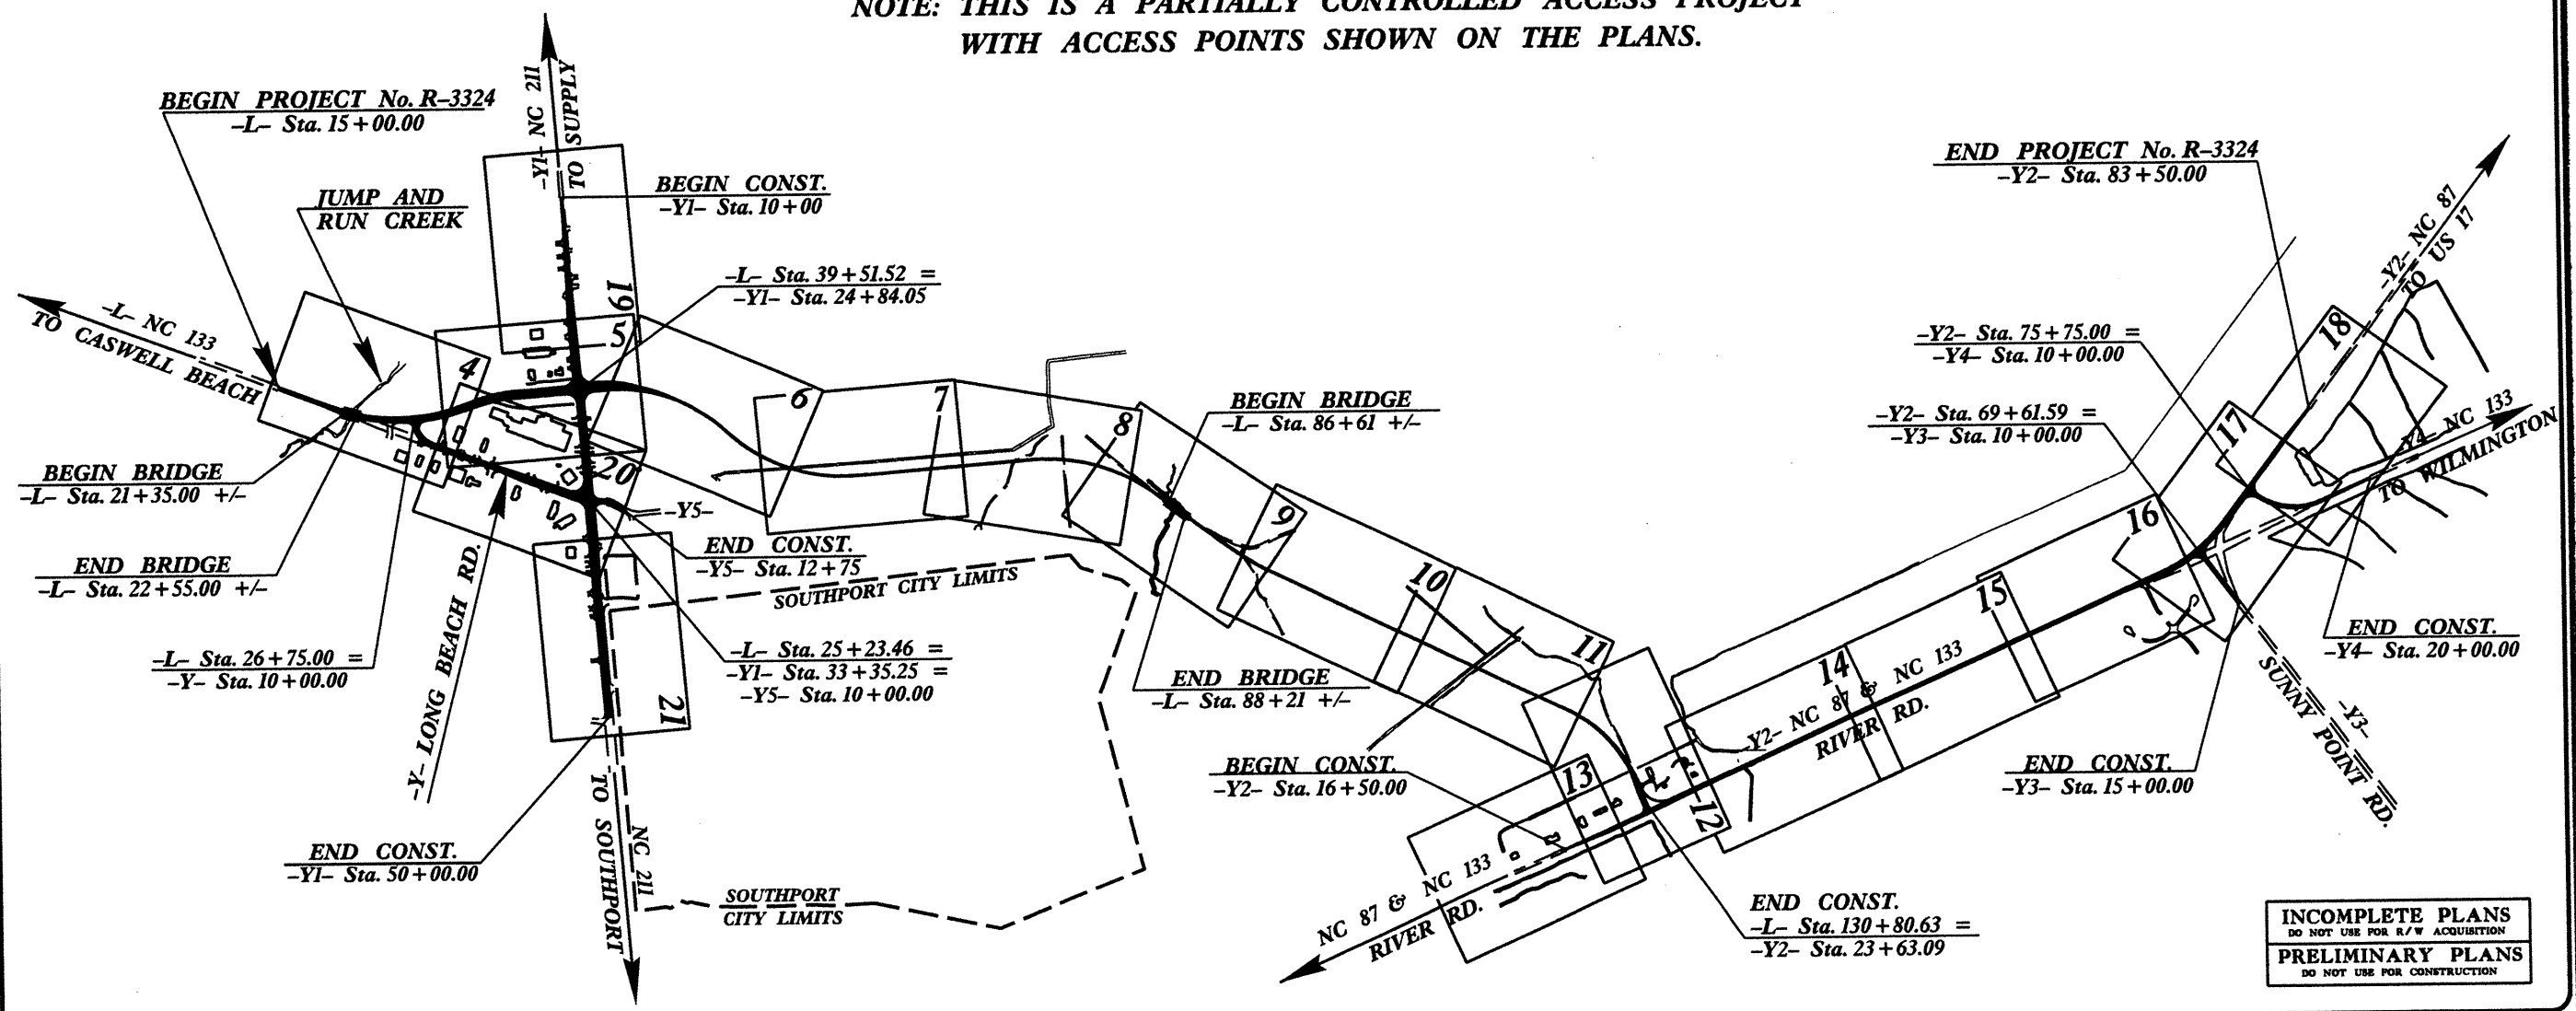 NOTE: THIS IS A PARTIALLY CONTROLLED ACCESS PROJECT
WITH ACCESS POINTS SHOWN ON THE PLANS.
BEGIN PROJECT No. R-3324
-L- Sta. 15+00.00
JUMP AND
RUN CREEK
-Y1- NC 211
TO SUPPLY
BEGIN CONST.
-Y1- Sta. 10+00
-L- Sta. 39+51.52 =
-Y1- Sta. 24+84.05
-L- NC 133
TO CASWELL BEACH
4
19
5
20
21
6
7
8
9
10
11
BEGIN BRIDGE
-L- Sta. 21+35.00 +/-
END BRIDGE
-L- Sta. 22+55.00 +/-
-L- Sta. 26+75.00 =
-Y- Sta. 10+00.00
-Y- LONG BEACH RD.
-Y5-
END CONST.
-Y5- Sta. 12+75
SOUTHPORT CITY LIMITS
-L- Sta. 25+23.46 =
-Y1- Sta. 33+35.25 =
-Y5- Sta. 10+00.00
END CONST.
-Y1- Sta. 50+00.00
TO SOUTHPORT
NC 211
SOUTHPORT
CITY LIMITS
BEGIN BRIDGE
-L- Sta. 86+61 +/-
END BRIDGE
-L- Sta. 88+21 +/-
BEGIN CONST.
-Y2- Sta. 16+50.00
13
12
NC 87 & NC 133
RIVER RD.
END CONST.
-L- Sta. 130+80.63 =
-Y2- Sta. 23+63.09
14
15
16
17
18
-Y2- NC 87 & NC 133
RIVER RD.
END PROJECT No. R-3324
-Y2- Sta. 83+50.00
-Y2- NC 87
TO US 17
-Y2- Sta. 75+75.00 =
-Y4- Sta. 10+00.00
-Y2- Sta. 69+61.59 =
-Y3- Sta. 10+00.00
-Y4- NC 133
TO WILMINGTON
END CONST.
-Y4- Sta. 20+00.00
END CONST.
-Y3- Sta. 15+00.00
-Y3-
SUNNY POINT RD.
INCOMPLETE PLANS
DO NOT USE FOR R/W ACQUISITION
PRELIMINARY PLANS
DO NOT USE FOR CONSTRUCTION